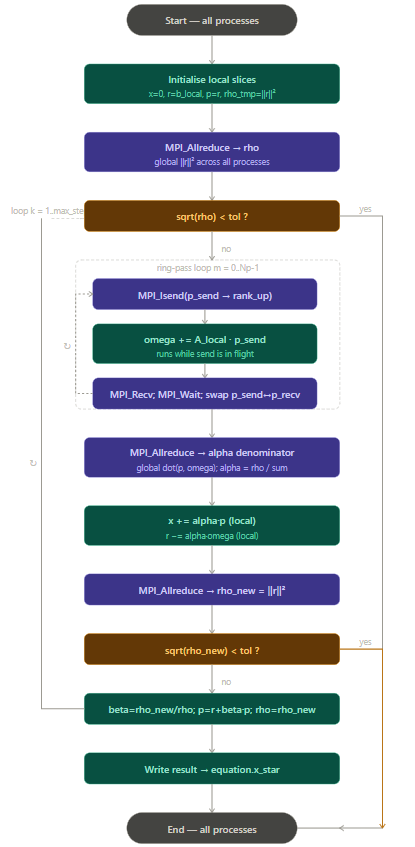 Start — all processes
Initialise local slices
x=0, r=b_local, p=r, rho_tmp=||r||²
MPI_Allreduce → rho
global ||r||² across all processes
loop k = 1..max_ste
sqrt(rho) < tol ?
yes
no
ring-pass loop m = 0..Np-1
MPI_Isend(p_send → rank_up)
omega += A_local · p_send
runs while send is in flight
↻
MPI_Recv; MPI_Wait; swap p_send↔p_recv
MPI_Allreduce → alpha denominator
global dot(p, omega); alpha = rho / sum
↻
x += alpha·p (local)
r −= alpha·omega (local)
MPI_Allreduce → rho_new = ||r||²
sqrt(rho_new) < tol ?
yes
no
beta=rho_new/rho; p=r+beta·p; rho=rho_new
Write result → equation.x_star
End — all processes